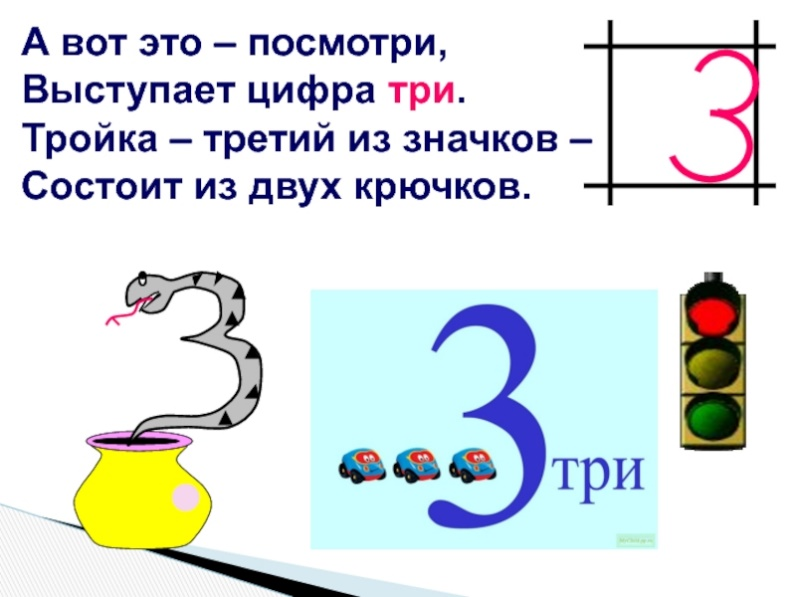 А вот это – посмотри,
Выступает цифра три.
Тройка – третий из значков –
Состоит из двух крючков.
3
3
три